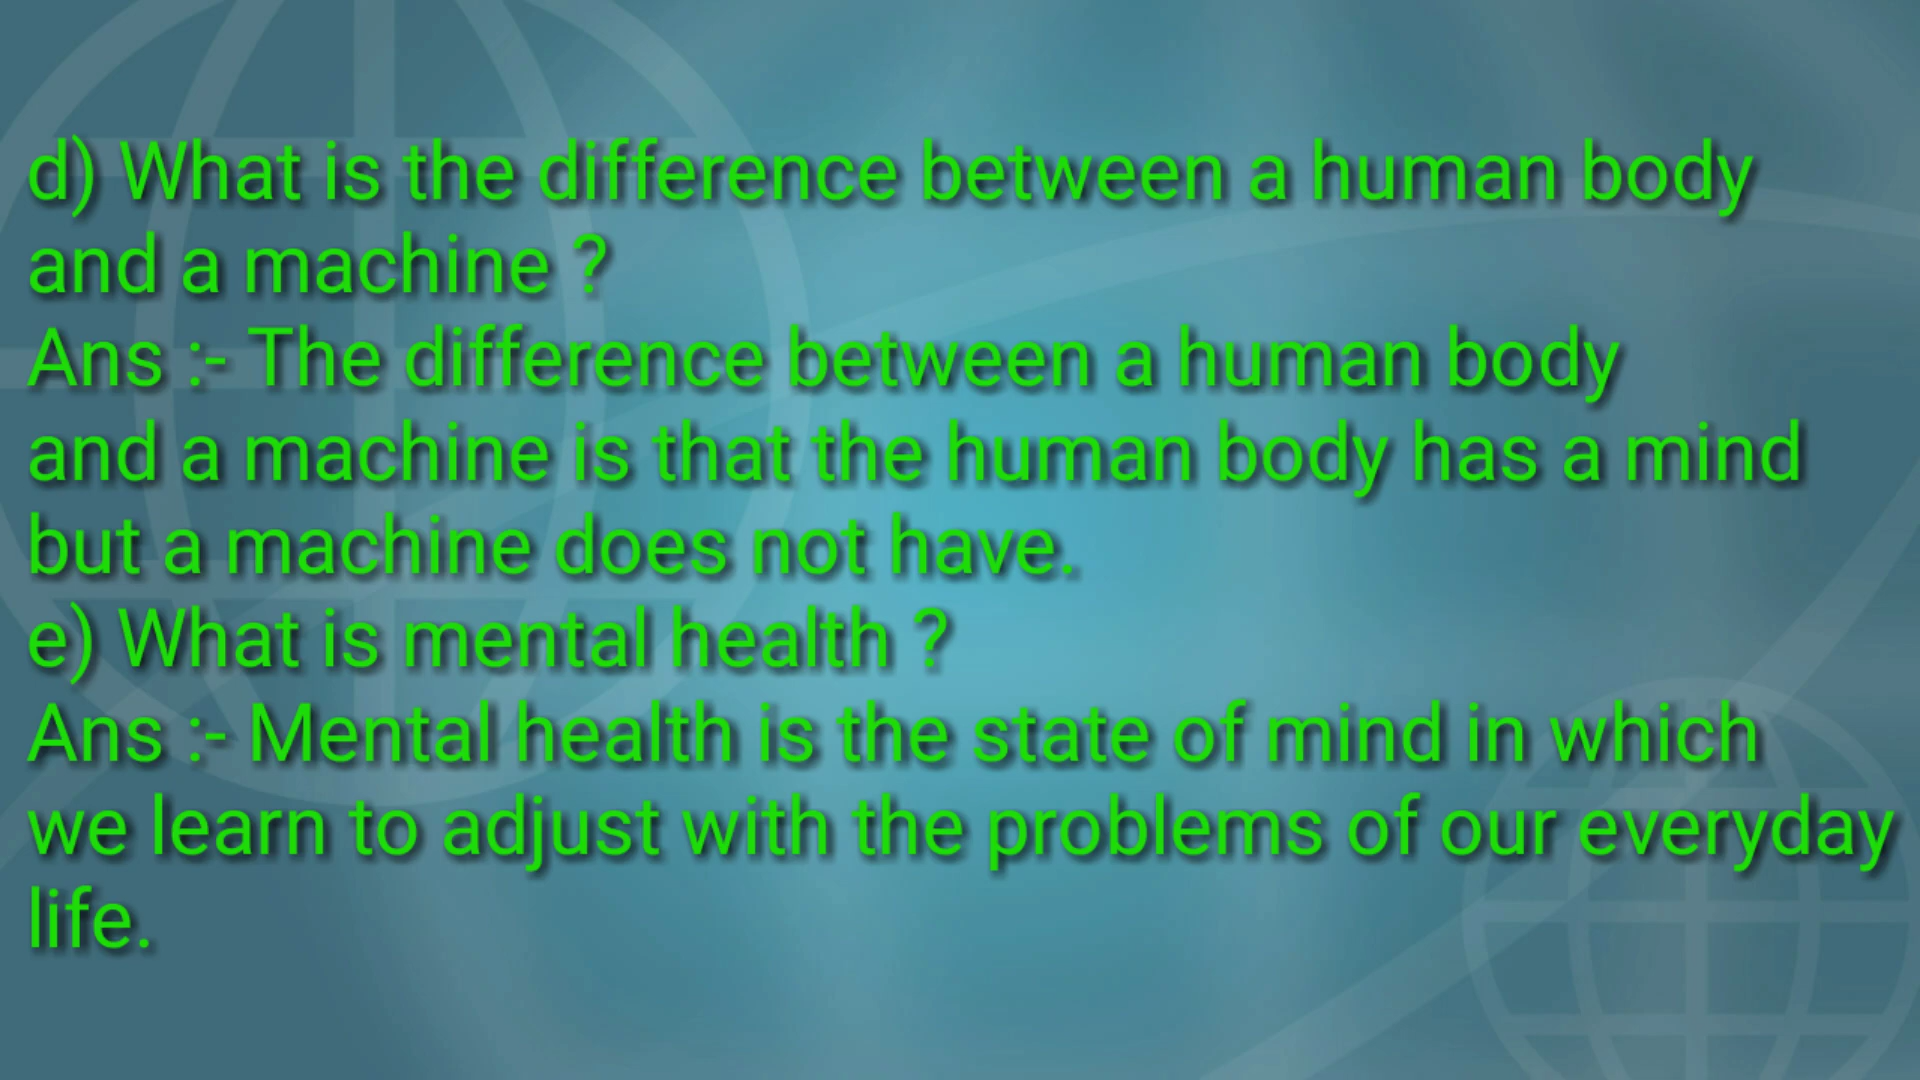 d) What is the difference between a human body
and a machine ?
Ans :- The difference between a human body
and a machine is that the human body has a mind
but a machine does not have.
e) What is mental health ?
Ans :- Mental health is the state of mind in which
we learn to adjust with the problems of our everyday
life.